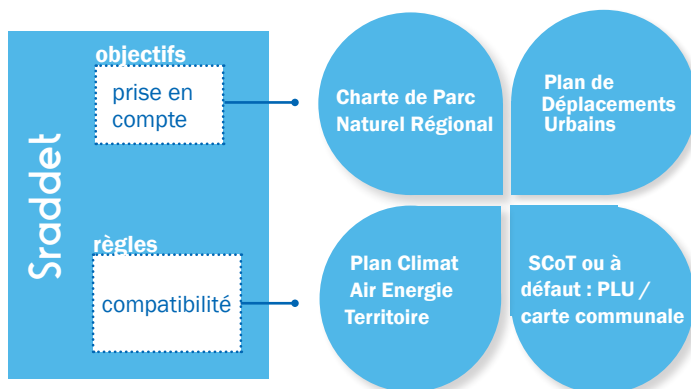 Sraddet
objectifs
prise en
compte
règles
compatibilité
Charte de Parc
Naturel Régional
Plan de
Déplacements
Urbains
Plan Climat
Air Energie
Territoire
SCoT ou à
défaut : PLU /
carte communale